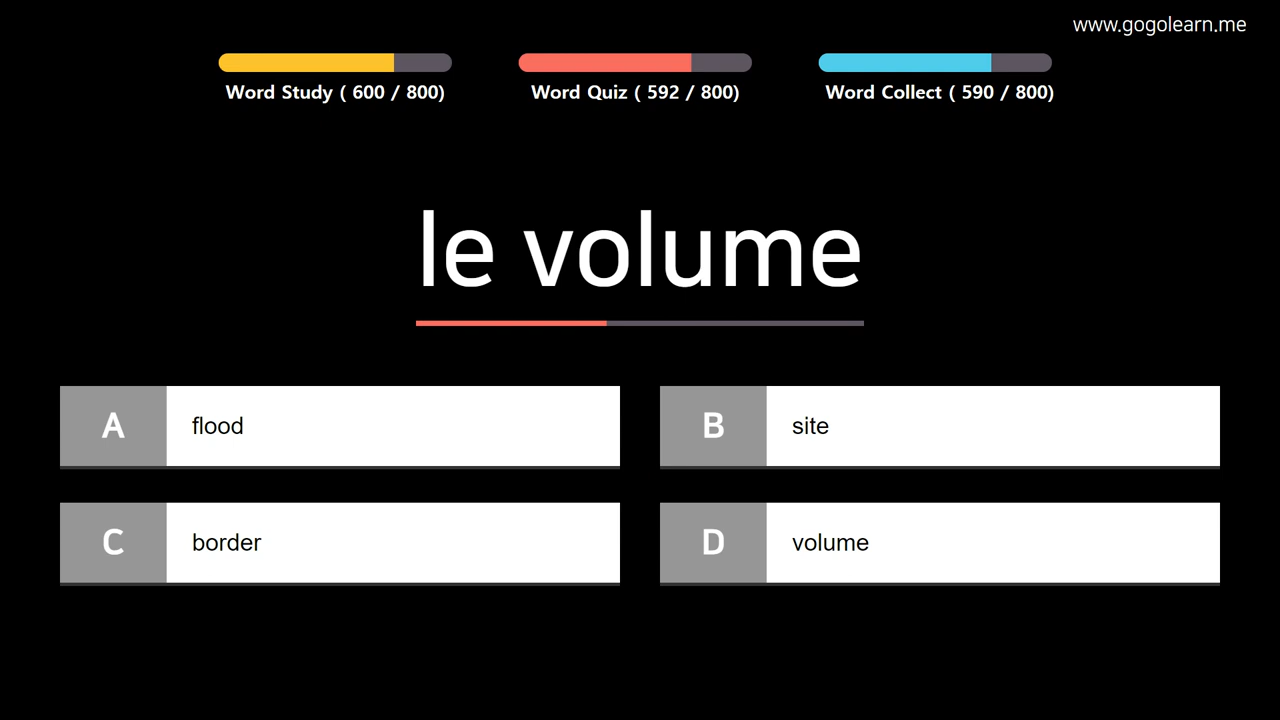 www.gogolearn.me
Word Study ( 600 / 800)
Word Quiz ( 592 / 800)
Word Collect ( 590 / 800)
le volume
A flood
B site
C border
D volume